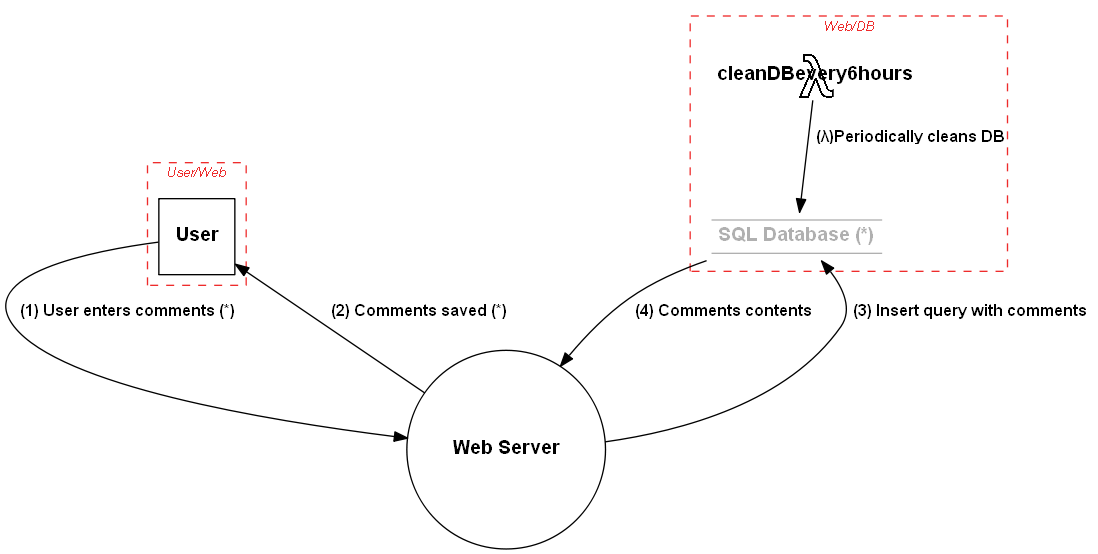 Web/DB
cleanDBevery6hours
λ
(λ)Periodically cleans DB
User/Web
User
SQL Database (*)
(1) User enters comments (*)
(2) Comments saved (*)
(4) Comments contents
(3) Insert query with comments
Web Server